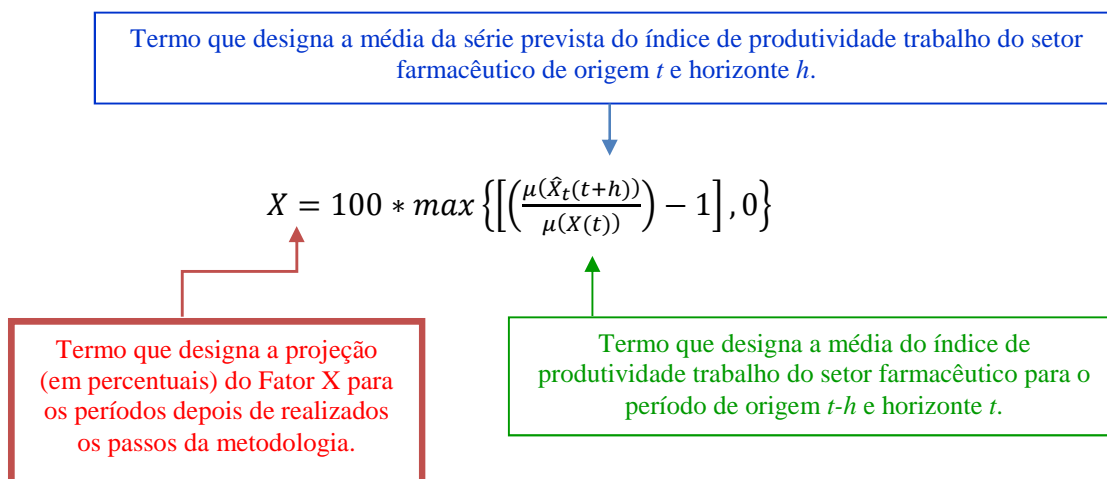 Termo que designa a média da série prevista do índice de produtividade trabalho do setor
farmacêutico de origem t e horizonte h.
X = 100 * max {[(μ(X̂ₜ(t+h)) / μ(X(t))) − 1], 0}
Termo que designa a projeção
(em percentuais) do Fator X para
os períodos depois de realizados
os passos da metodologia.
Termo que designa a média do índice de
produtividade trabalho do setor farmacêutico para o
período de origem t-h e horizonte t.